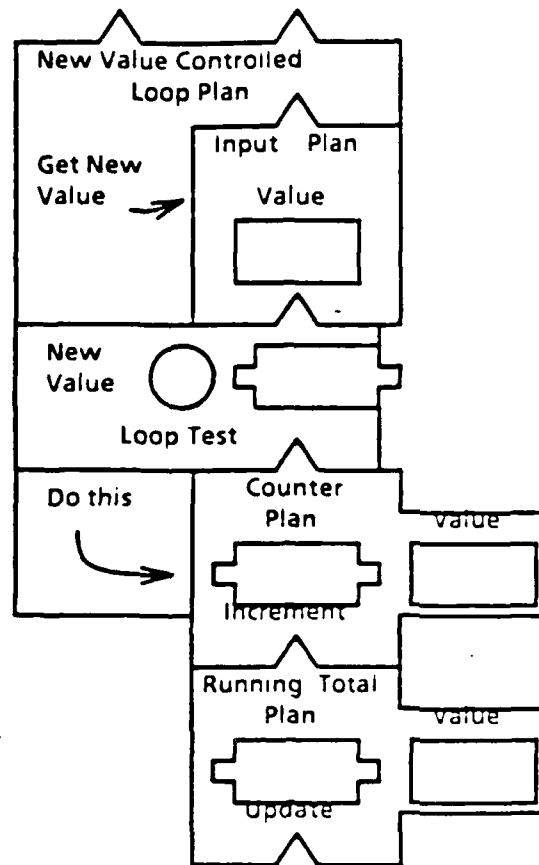 New Value Controlled
Loop Plan
Input Plan
Get New
Value
Value
New
Value
Loop Test
Do this
Counter
Plan
Value
Increment
Running Total
Plan
Value
Update